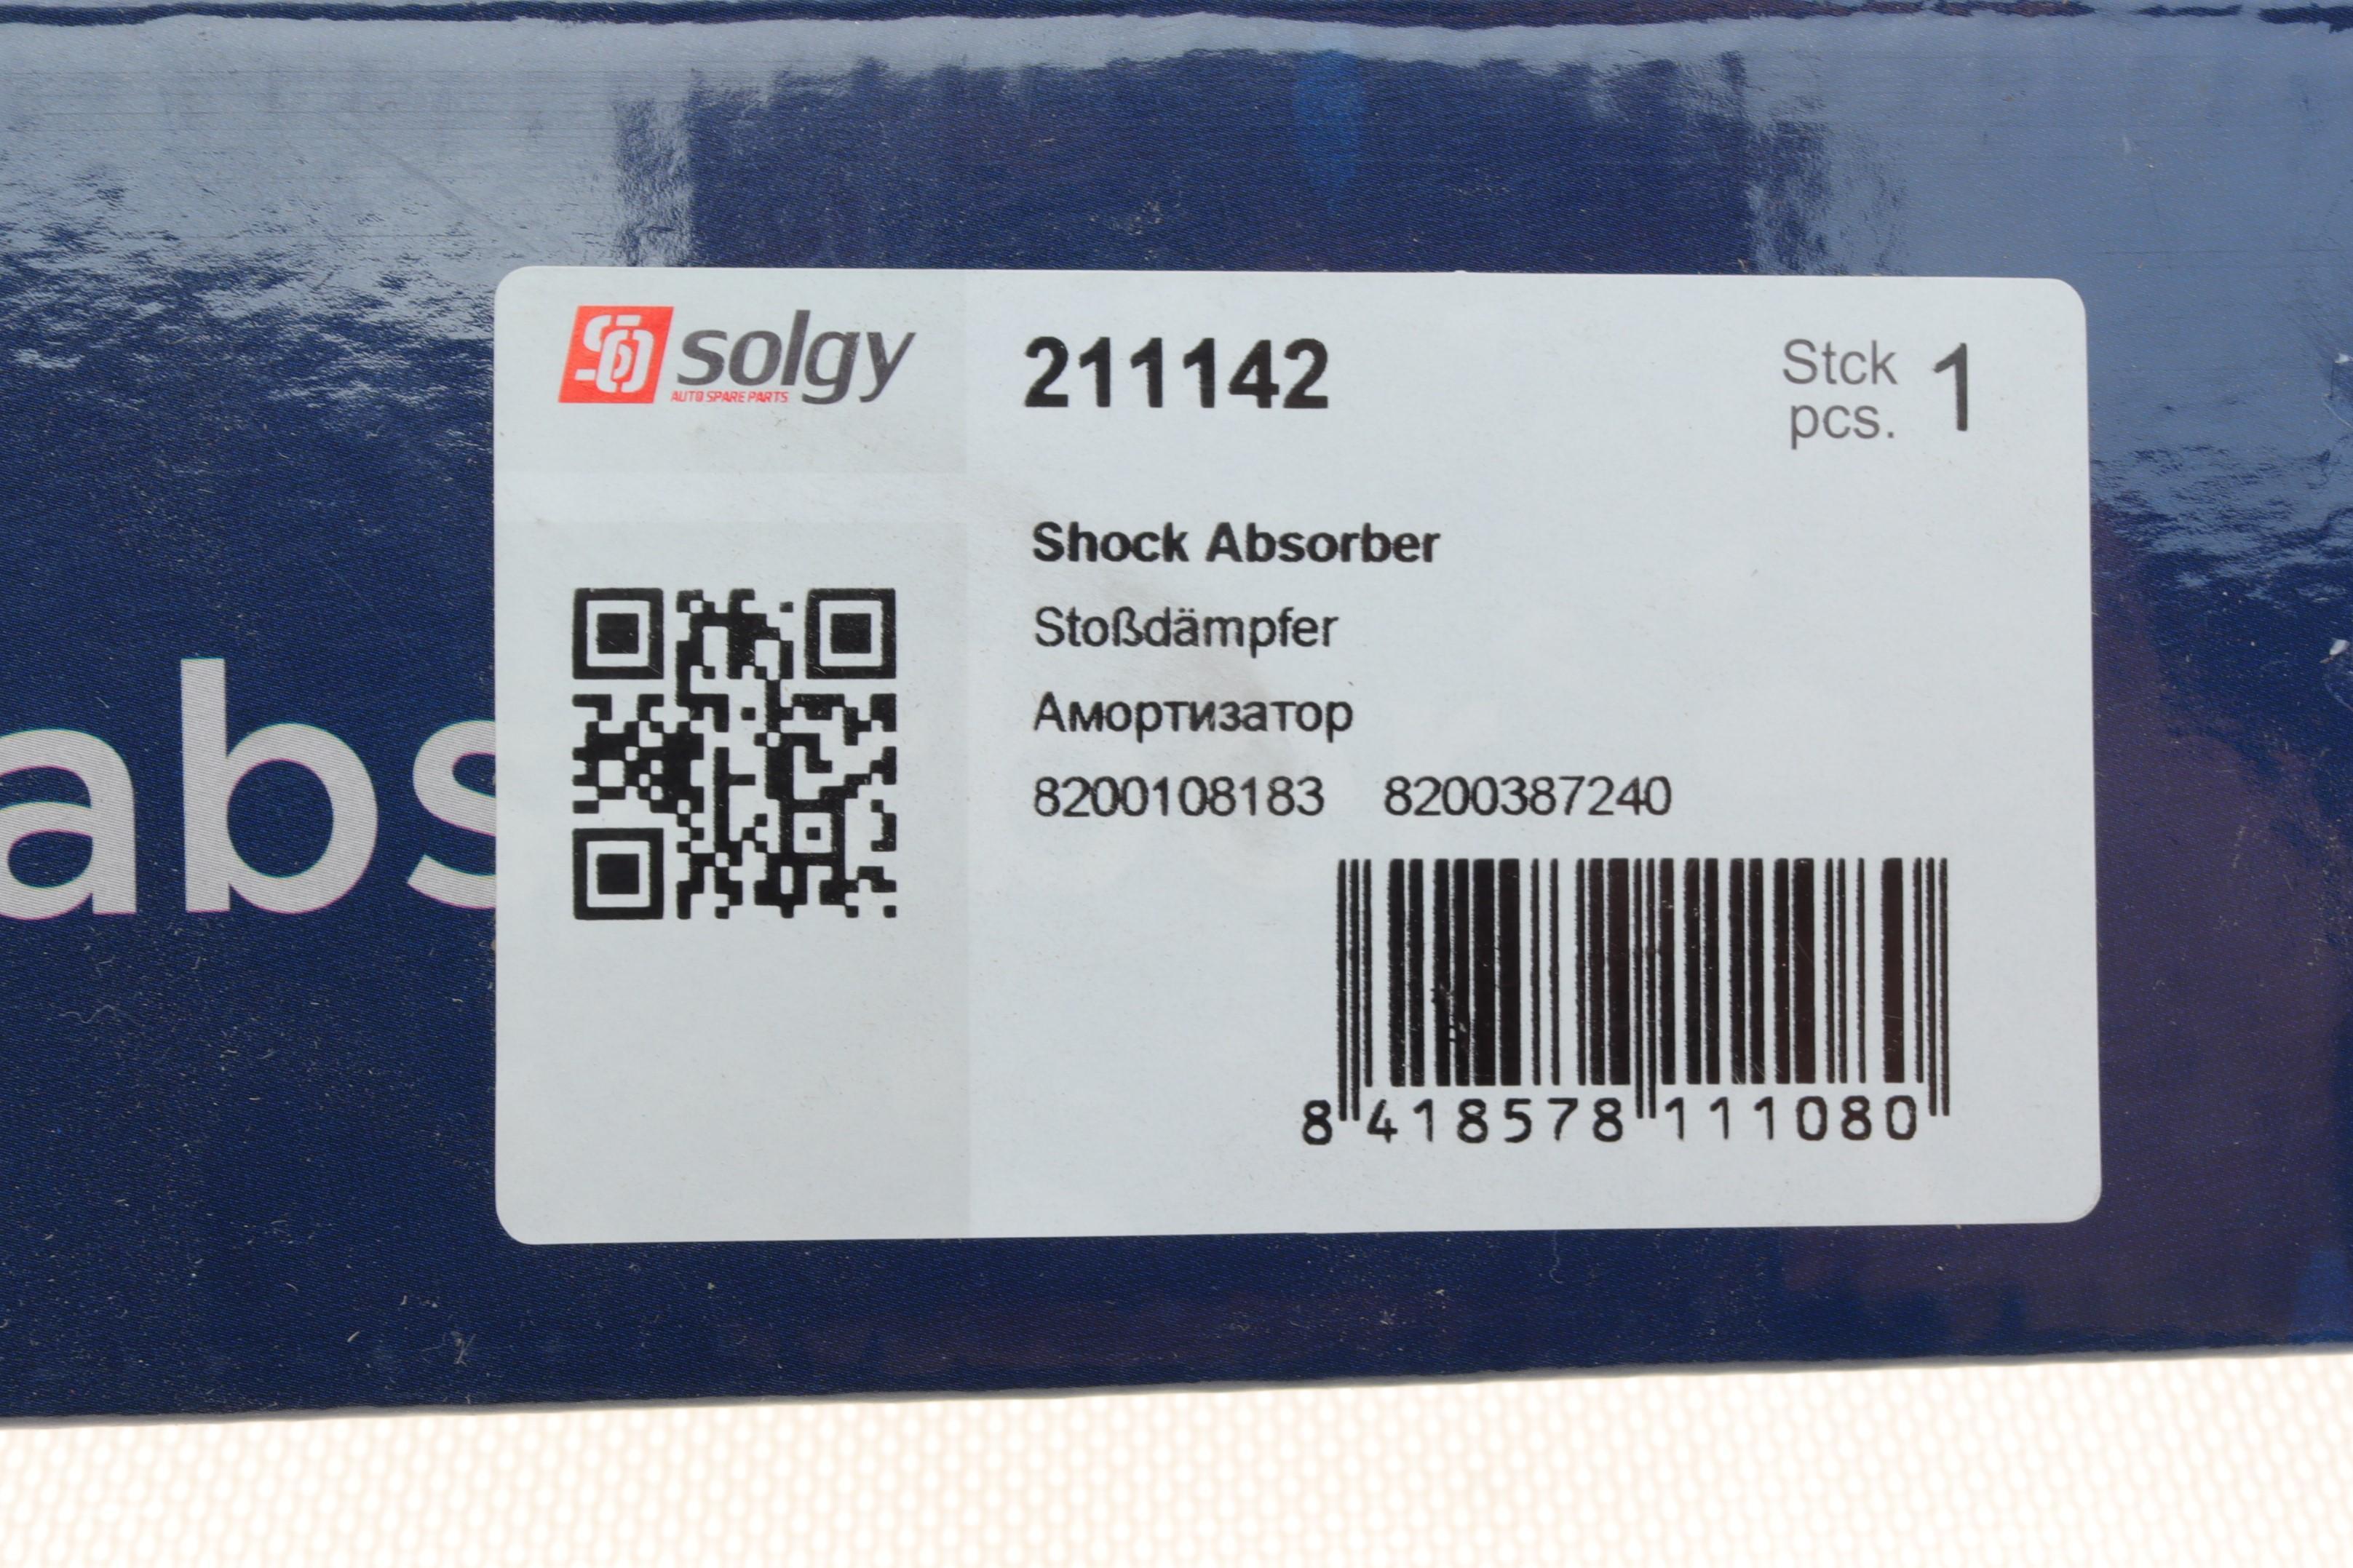 solgy
AUTO SPARE PARTS
211142
Stck
pcs. 1
Shock Absorber
Stoßdämpfer
Амортизатор
8200108183 8200387240
8 418578 111080
abs